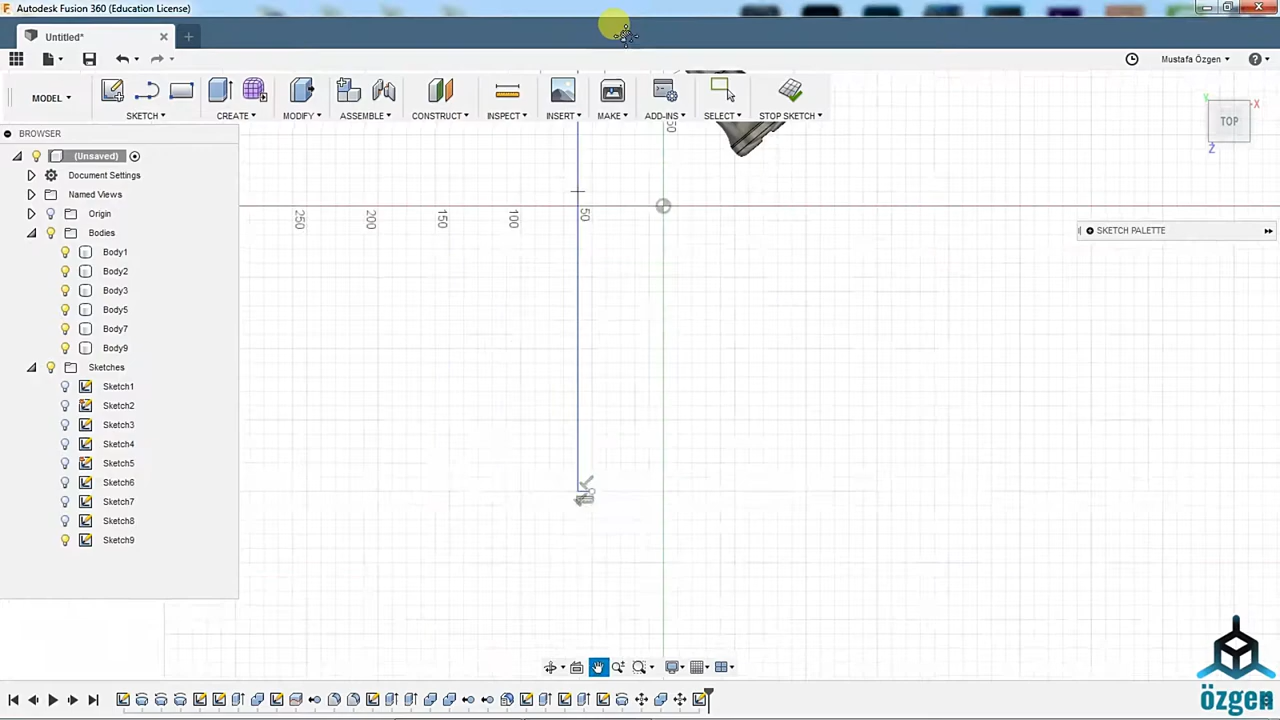 Autodesk Fusion 360 (Education License)
Untitled*
Mustafa Özgen
MODEL
SKETCH
CREATE
MODIFY
ASSEMBLE
CONSTRUCT
INSPECT
INSERT
MAKE
ADD-INS
SELECT
STOP SKETCH
BROWSER
(Unsaved)
Document Settings
Named Views
Origin
Bodies
Body1
Body2
Body3
Body5
Body7
Body9
Sketches
Sketch1
Sketch2
Sketch3
Sketch4
Sketch5
Sketch6
Sketch7
Sketch8
Sketch9
250
200
150
100
50
50
Y
X
TOP
Z
SKETCH PALETTE
özgen